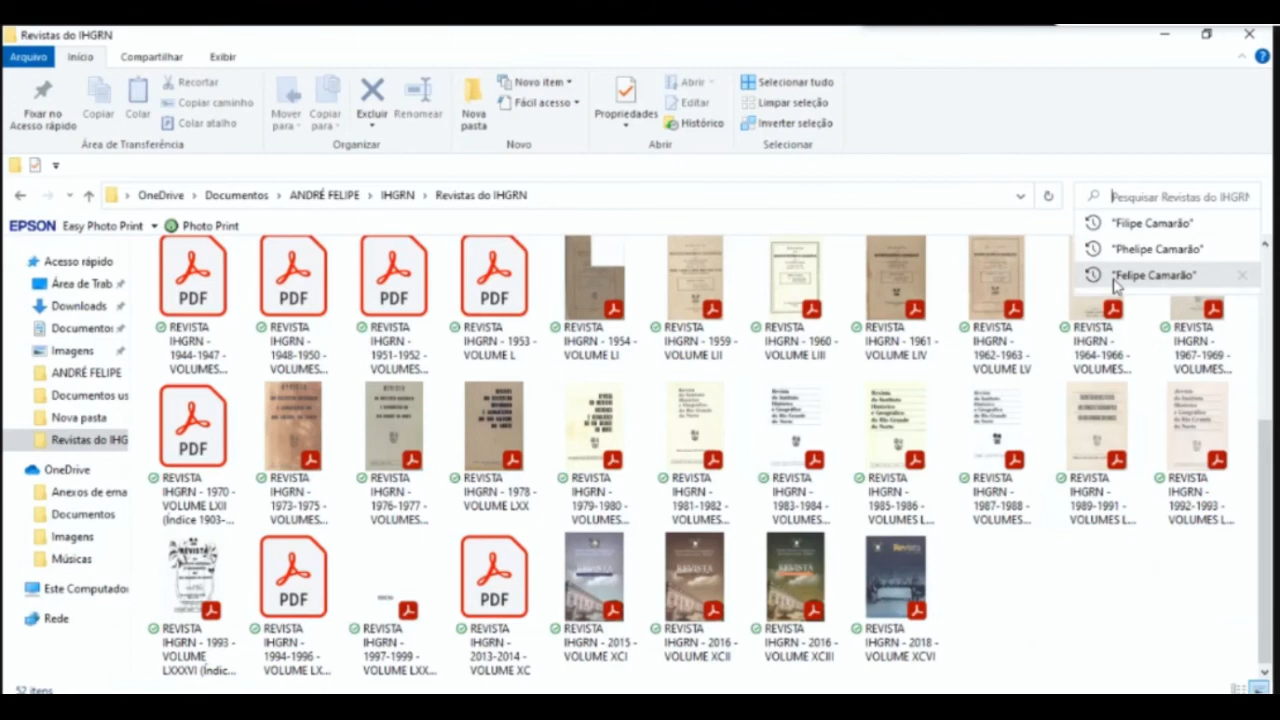 Revistas do IHGRN
Arquivo Início Compartilhar Exibir
Fixar no
Acesso rápido
Copiar
Colar
Recortar
Copiar caminho
Colar atalho
Área de Transferência
Mover
para
Copiar
para
Excluir
Renomear
Organizar
Nova
pasta
Novo item
Fácil acesso
Novo
Propriedades
Abrir
Editar
Histórico
Abrir
Selecionar tudo
Limpar seleção
Inverter seleção
Selecionar
OneDrive › Documentos › ANDRÉ FELIPE › IHGRN › Revistas do IHGRN
Pesquisar Revistas do IHGRN
"Filipe Camarão"
"Phelipe Camarão"
"Felipe Camarão"
EPSON Easy Photo Print Photo Print
Acesso rápido
Área de Trab
Downloads
Documento
Imagens
ANDRÉ FELIPE
Documentos us
Nova pasta
Revistas do IHG
OneDrive
Anexos de ema
Documentos
Imagens
Músicas
Este Computado
Rede
PDF
REVISTA
IHGRN -
1944-1947 -
VOLUMES...
PDF
REVISTA
IHGRN -
1948-1950 -
VOLUMES...
PDF
REVISTA
IHGRN -
1951-1952 -
VOLUMES...
PDF
REVISTA
IHGRN - 1953 -
VOLUME L
REVISTA
IHGRN - 1954 -
VOLUME LI
REVISTA
IHGRN - 1959 -
VOLUME LII
REVISTA
IHGRN - 1960 -
VOLUME LIII
REVISTA
IHGRN - 1961 -
VOLUME LIV
REVISTA
IHGRN -
1962-1963 -
VOLUME LV
REVISTA
IHGRN -
1964-1966 -
VOLUMES...
REVISTA
IHGRN -
1967-1969 -
VOLUMES...
PDF
REVISTA
IHGRN - 1970 -
VOLUME LXII
(Índice 1903-...
REVISTA
IHGRN -
1973-1975 -
VOLUMES...
REVISTA
IHGRN -
1976-1977 -
VOLUMES...
REVISTA
IHGRN - 1978 -
VOLUME LXX
REVISTA
IHGRN -
1979-1980 -
VOLUMES...
REVISTA
IHGRN -
1981-1982 -
VOLUMES...
REVISTA
IHGRN -
1983-1984 -
VOLUMES...
REVISTA
IHGRN -
1985-1986 -
VOLUMES L...
REVISTA
IHGRN -
1987-1988 -
VOLUMES...
REVISTA
IHGRN -
1989-1991 -
VOLUMES L...
REVISTA
IHGRN -
1992-1993 -
VOLUMES L...
REVISTA
REVISTA
IHGRN - 1993 -
VOLUME
LXXXVI (Índic...
PDF
REVISTA
IHGRN -
1994-1996 -
VOLUME LX...
REVISTA
IHGRN -
1997-1999 -
VOLUME LXX...
PDF
REVISTA
IHGRN -
2013-2014 -
VOLUME XC
REVISTA
REVISTA
IHGRN - 2015 -
VOLUME XCI
REVISTA
REVISTA
IHGRN - 2016 -
VOLUME XCII
REVISTA
REVISTA
IHGRN - 2016 -
VOLUME XCIII
Revista
REVISTA
IHGRN - 2018 -
VOLUME XCVI
52 itens